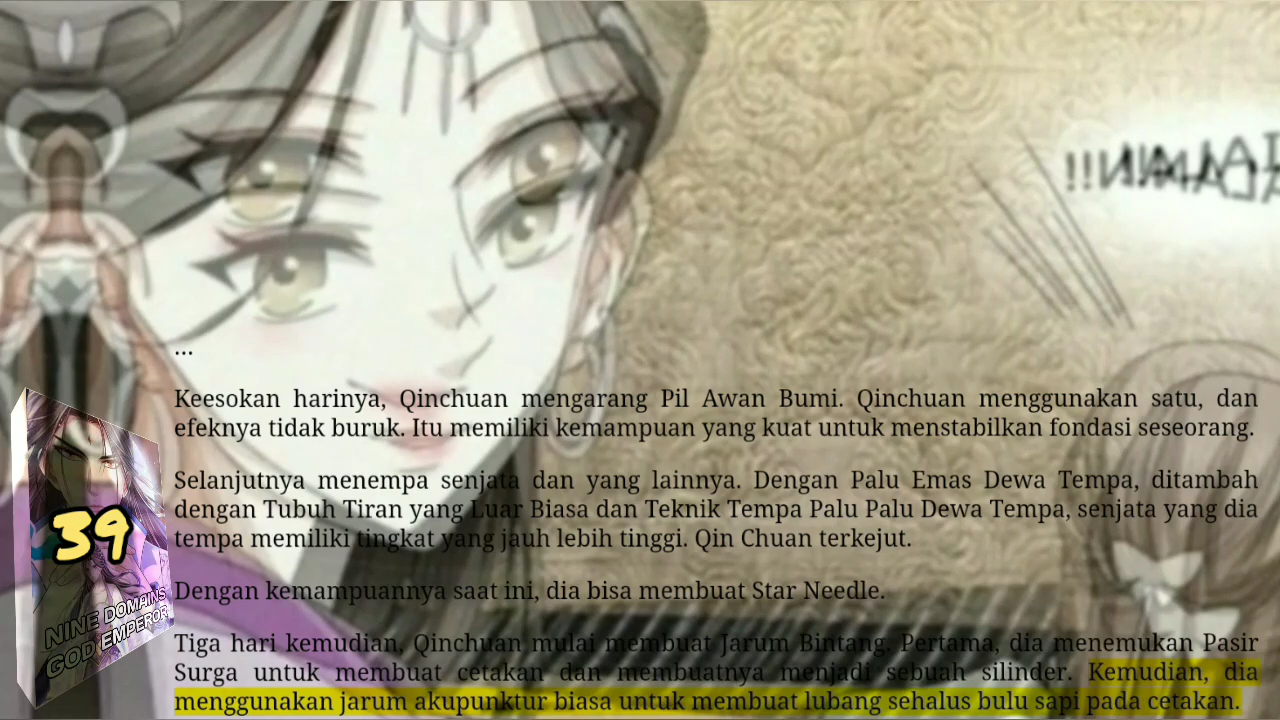 ...
Keesokan harinya, Qinchuan mengarang Pil Awan Bumi. Qinchuan menggunakan satu, dan
efeknya tidak buruk. Itu memiliki kemampuan yang kuat untuk menstabilkan fondasi seseorang.
Selanjutnya menempa senjata dan yang lainnya. Dengan Palu Emas Dewa Tempa, ditambah
dengan Tubuh Tiran yang Luar Biasa dan Teknik Tempa Palu Palu Dewa Tempa, senjata yang dia
tempa memiliki tingkat yang jauh lebih tinggi. Qin Chuan terkejut.
Dengan kemampuannya saat ini, dia bisa membuat Star Needle.
Tiga hari kemudian, Qinchuan mulai membuat Jarum Bintang. Pertama, dia menemukan Pasir
Surga untuk membuat cetakan dan membuatnya menjadi sebuah silinder. Kemudian, dia
menggunakan jarum akupunktur biasa untuk membuat lubang sehalus bulu sapi pada cetakan.
39
NINE DOMAINS
GOD EMPEROR